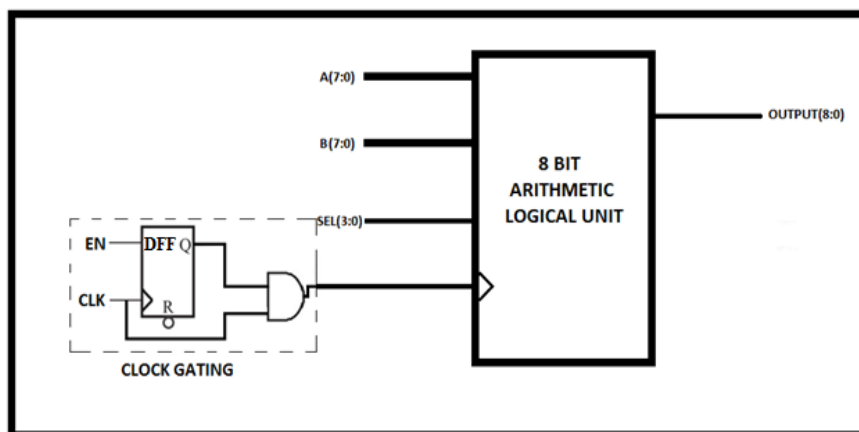 A(7:0)
B(7:0)
SEL(3:0)
8 BIT
ARITHMETIC
LOGICAL UNIT
OUTPUT(8:0)
EN
DFF Q
CLK
R
CLOCK GATING